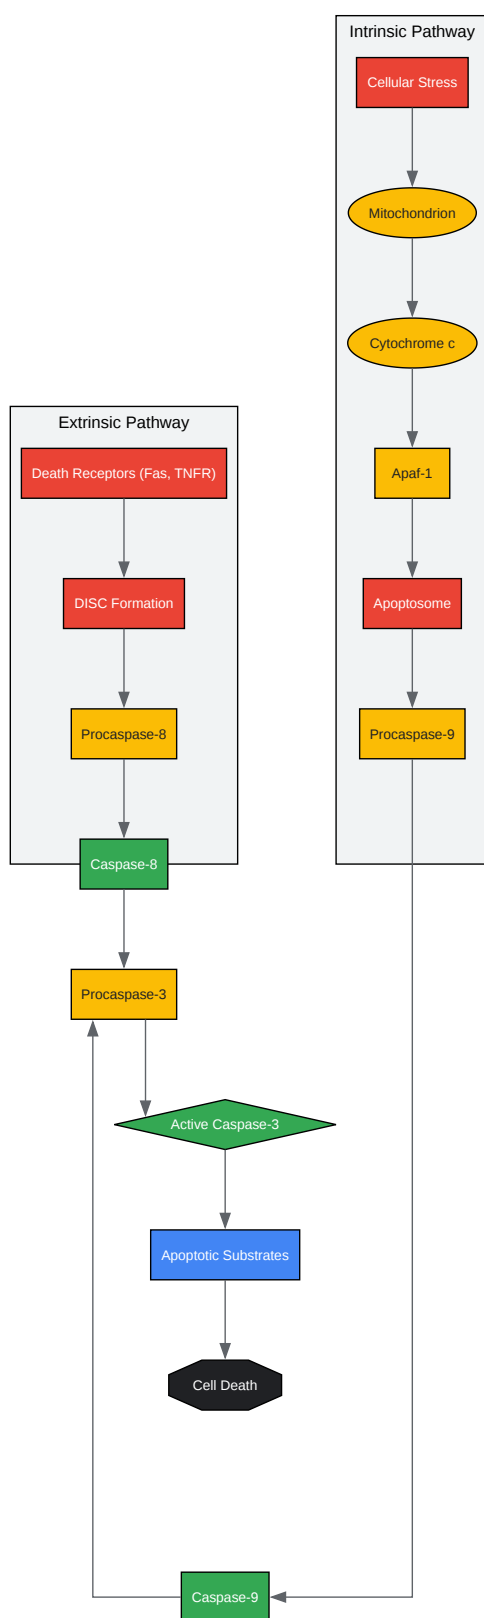 Intrinsic Pathway
Cellular Stress
Mitochondrion
Cytochrome c
Apaf-1
Apoptosome
Procaspase-9
Extrinsic Pathway
Death Receptors (Fas, TNFR)
DISC Formation
Procaspase-8
Caspase-8
Procaspase-3
Active Caspase-3
Apoptotic Substrates
Cell Death
Caspase-9